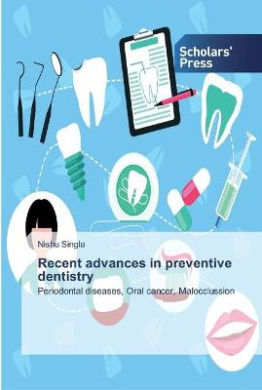 Scholars'
Press
Nishu Singla
Recent advances in preventive
dentistry
Periodontal diseases, Oral cancer, Malocclussion